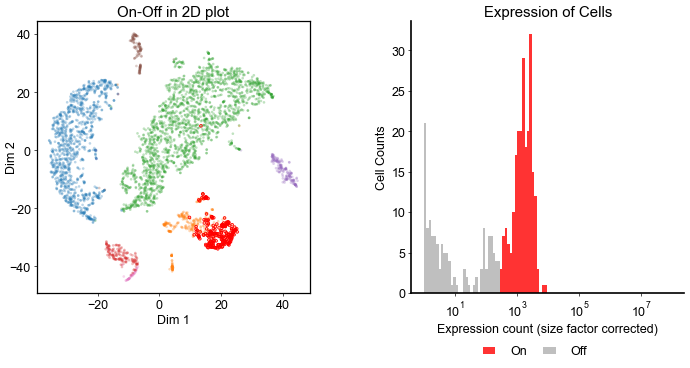 On-Off in 2D plot
Dim 2
40
20
0
−20
−40
−20
0
20
40
Dim 1
Expression of Cells
Cell Counts
30
25
20
15
10
5
0
10^1
10^3
10^5
10^7
Expression count (size factor corrected)
On
Off